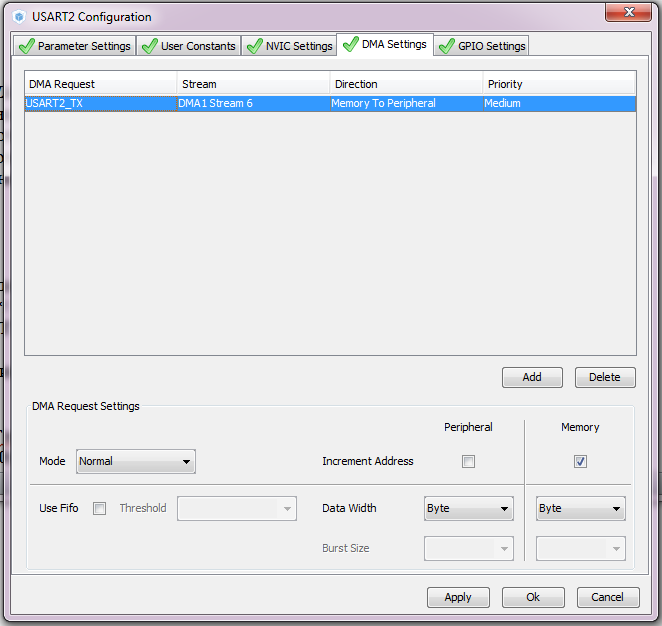 USART2 Configuration
Parameter Settings User Constants NVIC Settings DMA Settings GPIO Settings
DMA Request Stream Direction Priority
USART2_TX DMA1 Stream 6 Memory To Peripheral Medium
Add Delete
DMA Request Settings
Peripheral Memory
Mode Normal Increment Address
Use Fifo Threshold Data Width Byte Byte
Burst Size
Apply Ok Cancel